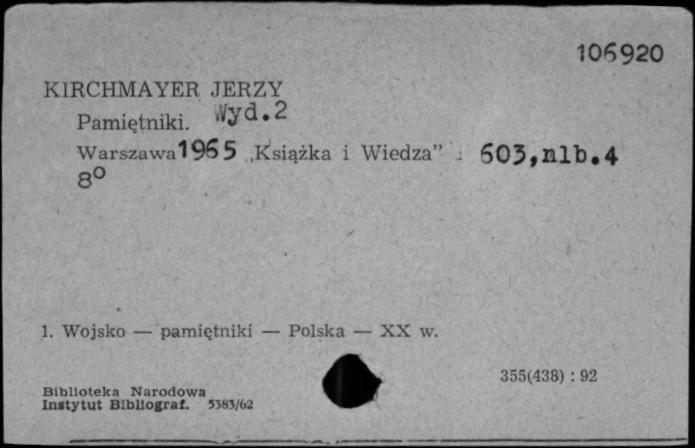 106920
KIRCHMAYER JERZY
Pamiętniki. Wyd.2
Warszawa 1965 „Książka i Wiedza” 603,nlb.4
8°
1. Wojsko — pamiętniki — Polska — XX w.
355(438) : 92
Biblioteka Narodowa
Instytut Bibliograf. 5383/62